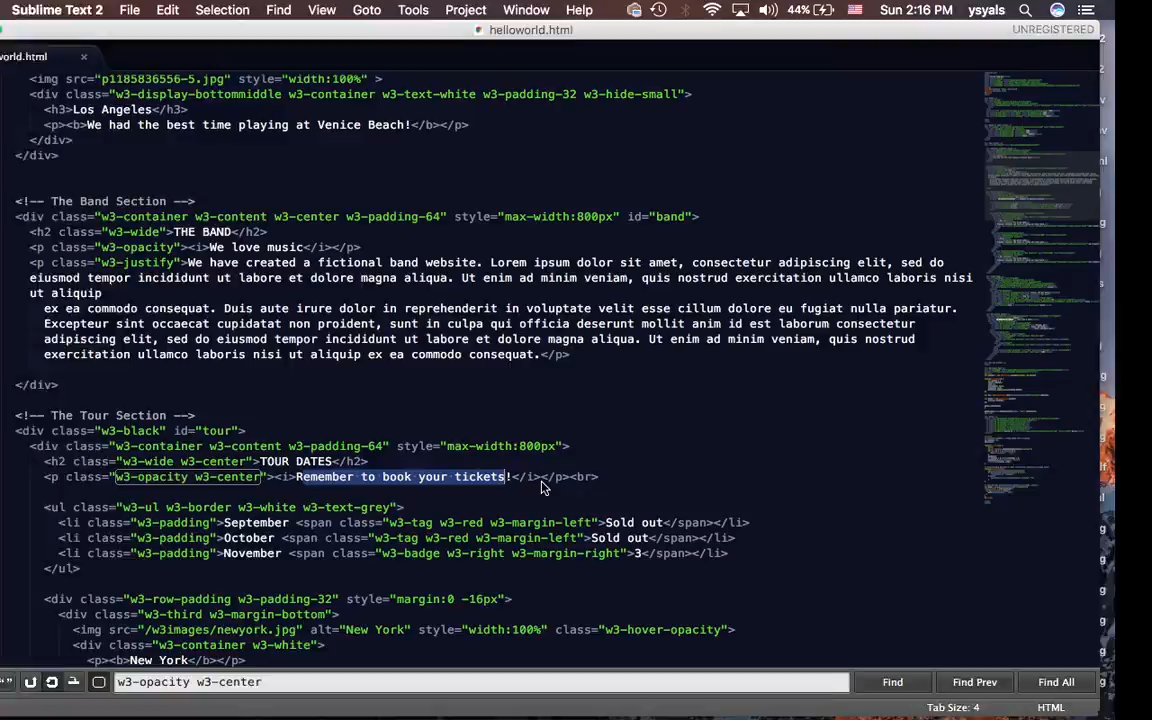 Sublime Text 2 File Edit Selection Find View Goto Tools Project Window Help 44% Sun 2:16 PM ysyals
helloworld.html UNREGISTERED
world.html ×
<img src="p1185836556-5.jpg" style="width:100%" >
<div class="w3-display-bottommiddle w3-container w3-text-white w3-padding-32 w3-hide-small">
<h3>Los Angeles</h3>
<p><b>We had the best time playing at Venice Beach!</b></p>
</div>
</div>
<!-- The Band Section -->
<div class="w3-container w3-content w3-center w3-padding-64" style="max-width:800px" id="band">
<h2 class="w3-wide">THE BAND</h2>
<p class="w3-opacity"><i>We love music</i></p>
<p class="w3-justify">We have created a fictional band website. Lorem ipsum dolor sit amet, consectetur adipiscing elit, sed do
eiusmod tempor incididunt ut labore et dolore magna aliqua. Ut enim ad minim veniam, quis nostrud exercitation ullamco laboris nisi
ut aliquip
ex ea commodo consequat. Duis aute irure dolor in reprehenderit in voluptate velit esse cillum dolore eu fugiat nulla pariatur.
Excepteur sint occaecat cupidatat non proident, sunt in culpa qui officia deserunt mollit anim id est laborum consectetur
adipiscing elit, sed do eiusmod tempor incididunt ut labore et dolore magna aliqua. Ut enim ad minim veniam, quis nostrud
exercitation ullamco laboris nisi ut aliquip ex ea commodo consequat.</p>
</div>
<!-- The Tour Section -->
<div class="w3-black" id="tour">
<div class="w3-container w3-content w3-padding-64" style="max-width:800px">
<h2 class="w3-wide w3-center">TOUR DATES</h2>
<p class="w3-opacity w3-center"><i>Remember to book your tickets!</i></p><br>
<ul class="w3-ul w3-border w3-white w3-text-grey">
<li class="w3-padding">September <span class="w3-tag w3-red w3-margin-left">Sold out</span></li>
<li class="w3-padding">October <span class="w3-tag w3-red w3-margin-left">Sold out</span></li>
<li class="w3-padding">November <span class="w3-badge w3-right w3-margin-right">3</span></li>
</ul>
<div class="w3-row-padding w3-padding-32" style="margin:0 -16px">
<div class="w3-third w3-margin-bottom">
<img src="/w3images/newyork.jpg" alt="New York" style="width:100%" class="w3-hover-opacity">
<div class="w3-container w3-white">
<p><b>New York</b></p>
w3-opacity w3-center Find Find Prev Find All
Tab Size: 4 HTML